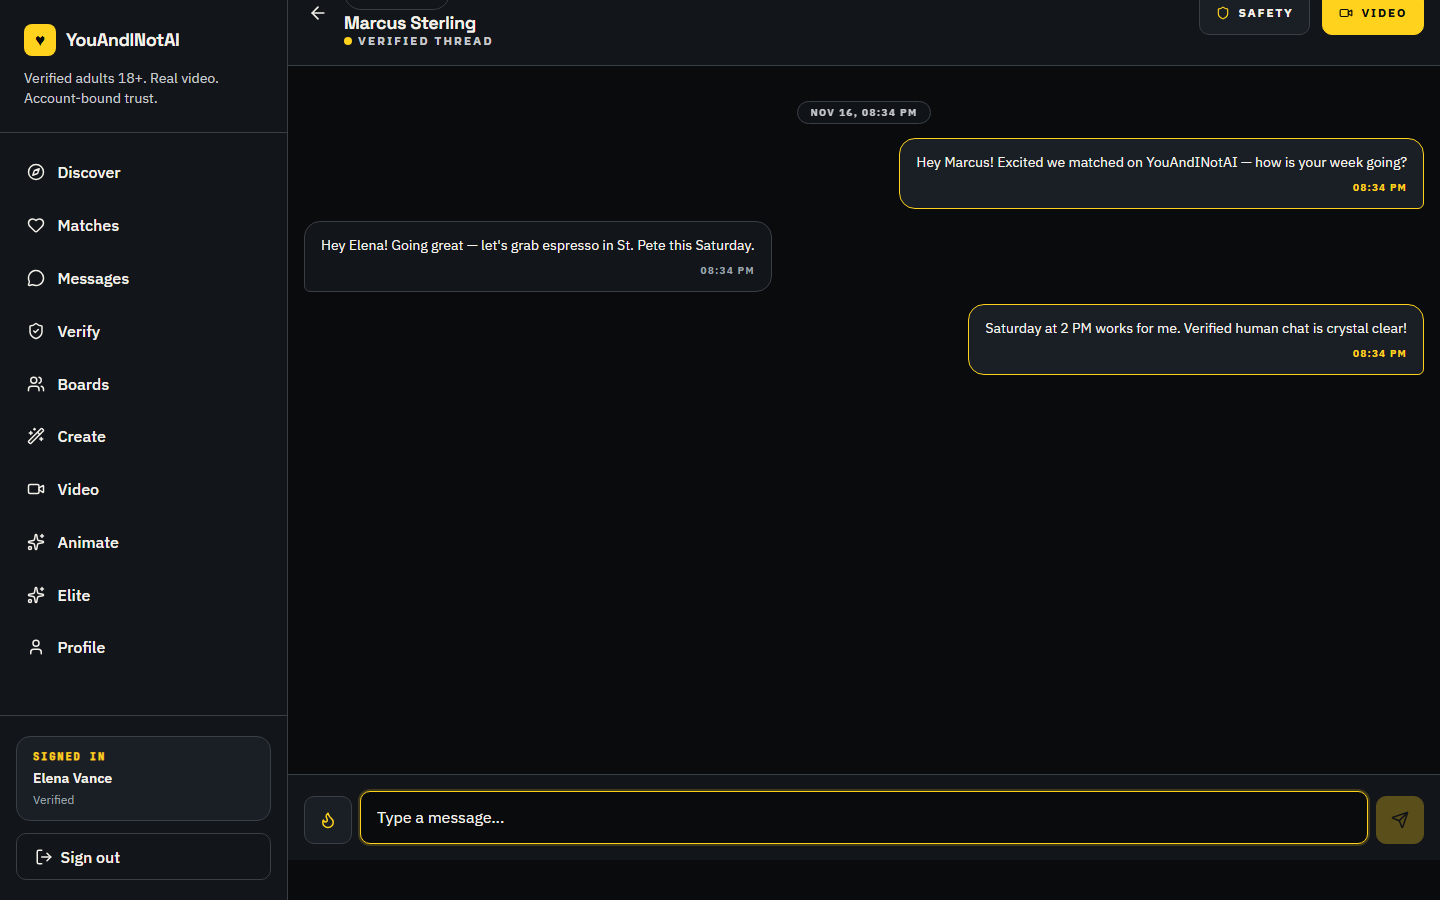 YouAndINotAI
Verified adults 18+. Real video.
Account-bound trust.
Discover
Matches
Messages
Verify
Boards
Create
Video
Animate
Elite
Profile
SIGNED IN
Elena Vance
Verified
Sign out
Marcus Sterling
VERIFIED THREAD
SAFETY
VIDEO
NOV 16, 08:34 PM
Hey Marcus! Excited we matched on YouAndINotAI — how is your week going?
08:34 PM
Hey Elena! Going great — let's grab espresso in St. Pete this Saturday.
08:34 PM
Saturday at 2 PM works for me. Verified human chat is crystal clear!
08:34 PM
Type a message...